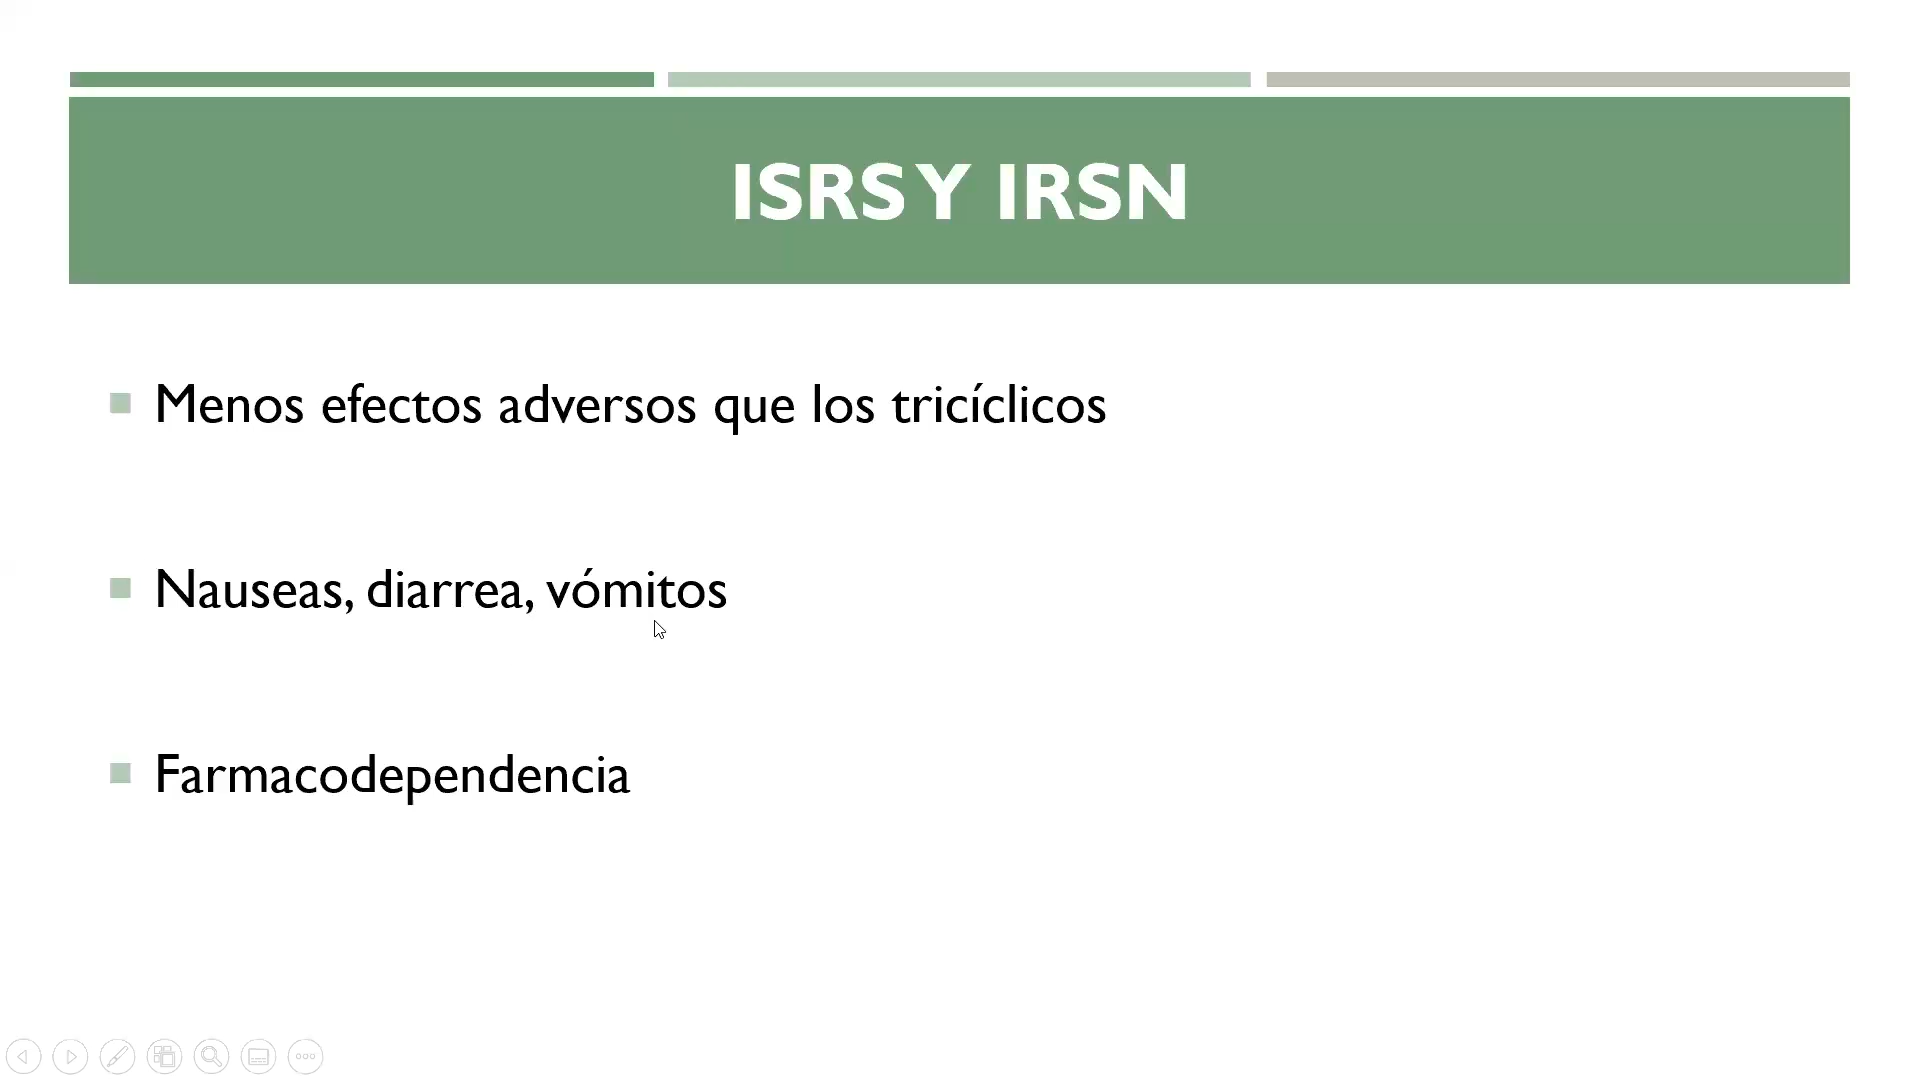 ISRS Y IRSN
Menos efectos adversos que los tricíclicos
Nauseas, diarrea, vómitos
Farmacodependencia